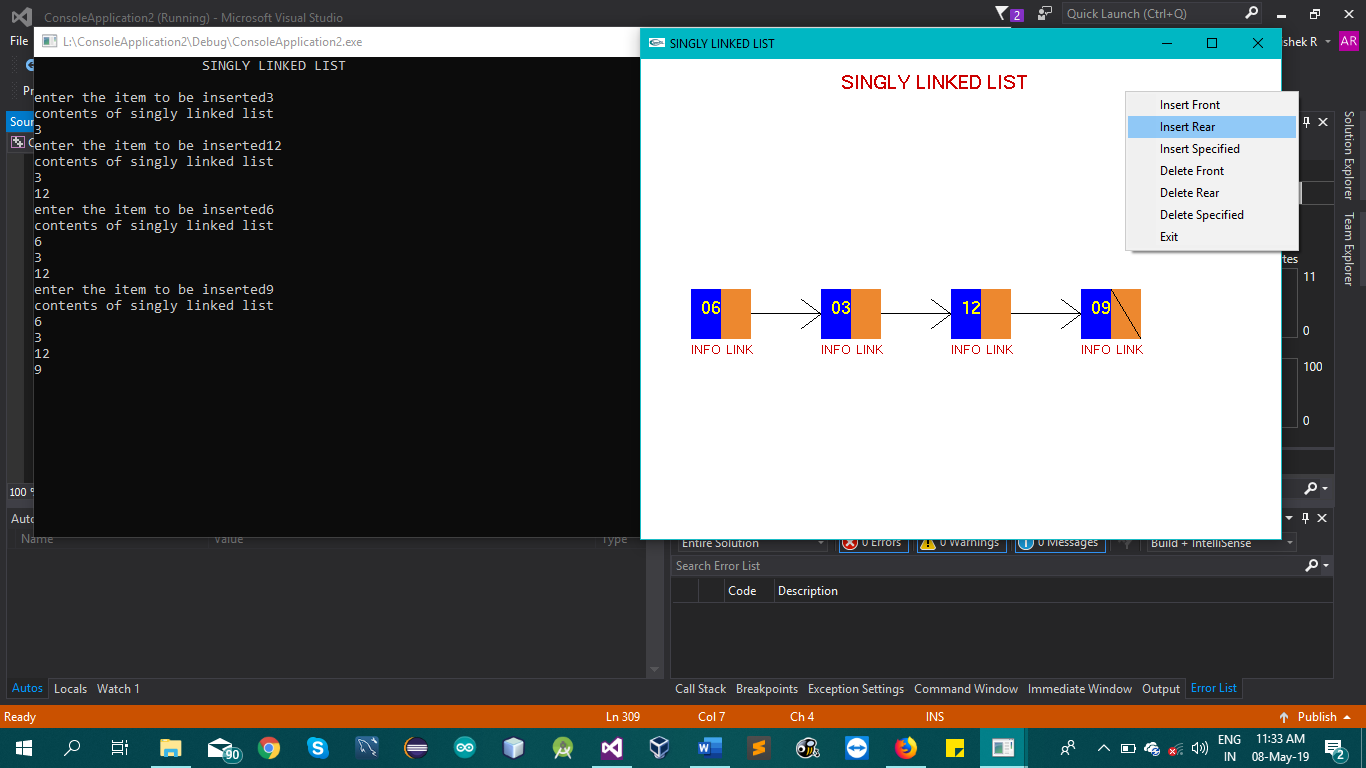 ConsoleApplication2 (Running) - Microsoft Visual Studio
2
Quick Launch (Ctrl+Q)
File
shek R
AR
L:\ConsoleApplication2\Debug\ConsoleApplication2.exe
SINGLY LINKED LIST
enter the item to be inserted3
contents of singly linked list
3
enter the item to be inserted12
contents of singly linked list
3
12
enter the item to be inserted6
contents of singly linked list
6
3
12
enter the item to be inserted9
contents of singly linked list
6
3
12
9
SINGLY LINKED LIST
SINGLY LINKED LIST
Insert Front
Insert Rear
Insert Specified
Delete Front
Delete Rear
Delete Specified
Exit
06 03 12 09
INFO LINK INFO LINK INFO LINK INFO LINK
Pr
Sour
Solution Explorer
Team Explorer
tes
11
0
100
0
100 %
Auto
Name Value Type
Entire Solution
0 Errors
0 Warnings
0 Messages
Build + IntelliSense
Search Error List
Code Description
Autos Locals Watch 1
Call Stack Breakpoints Exception Settings Command Window Immediate Window Output Error List
Ready Ln 309 Col 7 Ch 4 INS Publish
90
ENG
IN
11:33 AM
08-May-19
2